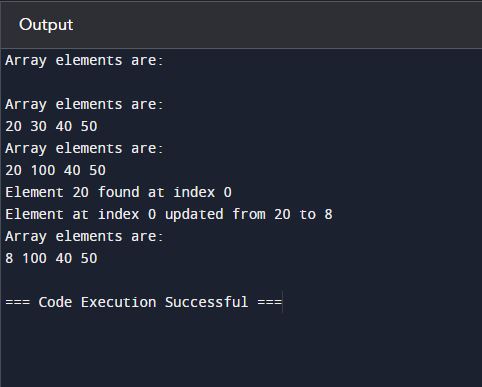 Output
Array elements are:
Array elements are:
20 30 40 50
Array elements are:
20 100 40 50
Element 20 found at index 0
Element at index 0 updated from 20 to 8
Array elements are:
8 100 40 50
=== Code Execution Successful ===